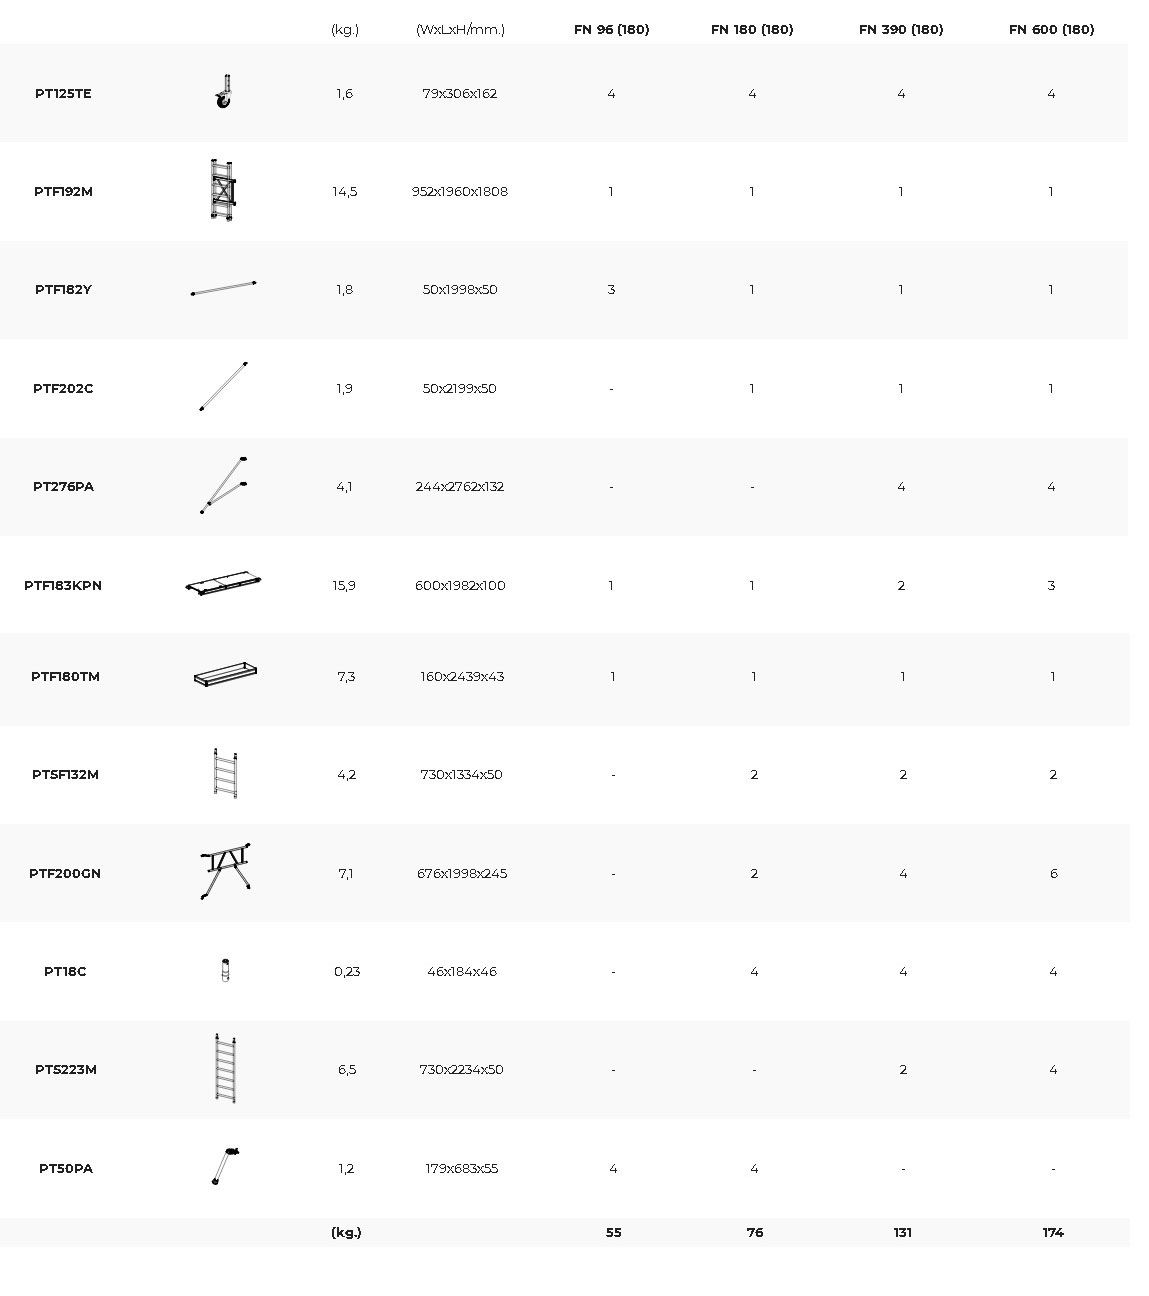 (kg.) (WxLxH/mm.) FN 96 (180) FN 180 (180) FN 390 (180) FN 600 (180)
PT125TE 1,6 79x306x162 4 4 4 4
PTF192M 14,5 952x1960x1808 1 1 1 1
PTF182Y 1,8 50x1998x50 3 1 1 1
PTF202C 1,9 50x2199x50 - 1 1 1
PT276PA 4,1 244x2762x132 - - 4 4
PTF183KPN 15,9 600x1982x100 1 1 2 3
PTF180TM 7,3 160x2439x43 1 1 1 1
PTSF132M 4,2 730x1334x50 - 2 2 2
PTF200GN 7,1 676x1998x245 - 2 4 6
PT18C 0,23 46x184x46 - 4 4 4
PTS223M 6,5 730x2234x50 - - 2 4
PT50PA 1,2 179x683x55 4 4 - -
(kg.) 55 76 131 174